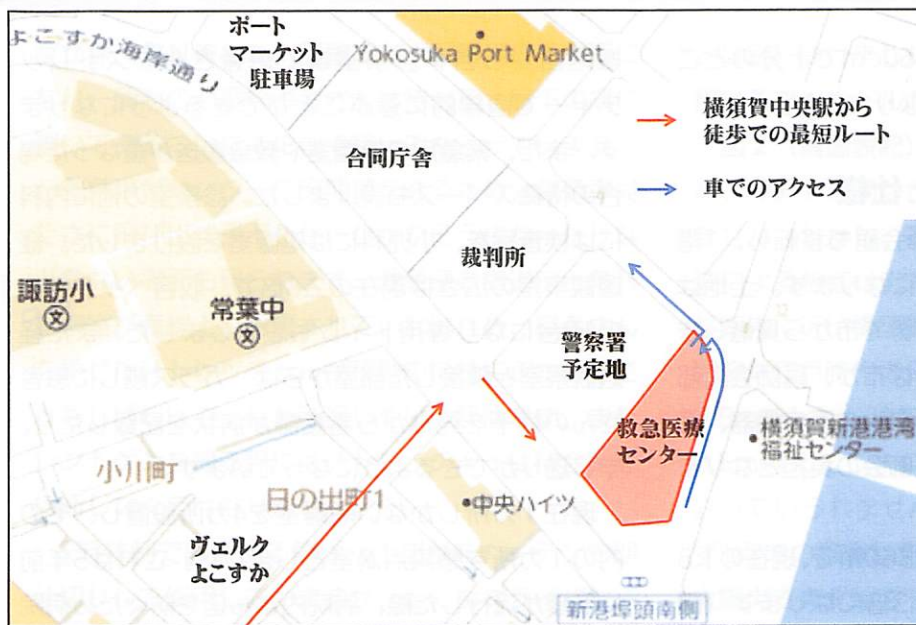 よこすか海岸通り
ポート
マーケット
駐車場
Yokosuka Port Market
横須賀中央駅から
徒歩での最短ルート
車でのアクセス
合同庁舎
裁判所
諏訪小
文
常葉中
文
警察署
予定地
救急医療
センター
横須賀新港港湾
福祉センター
小川町
日の出町1
中央ハイツ
ヴェルク
よこすか
新港埠頭南側